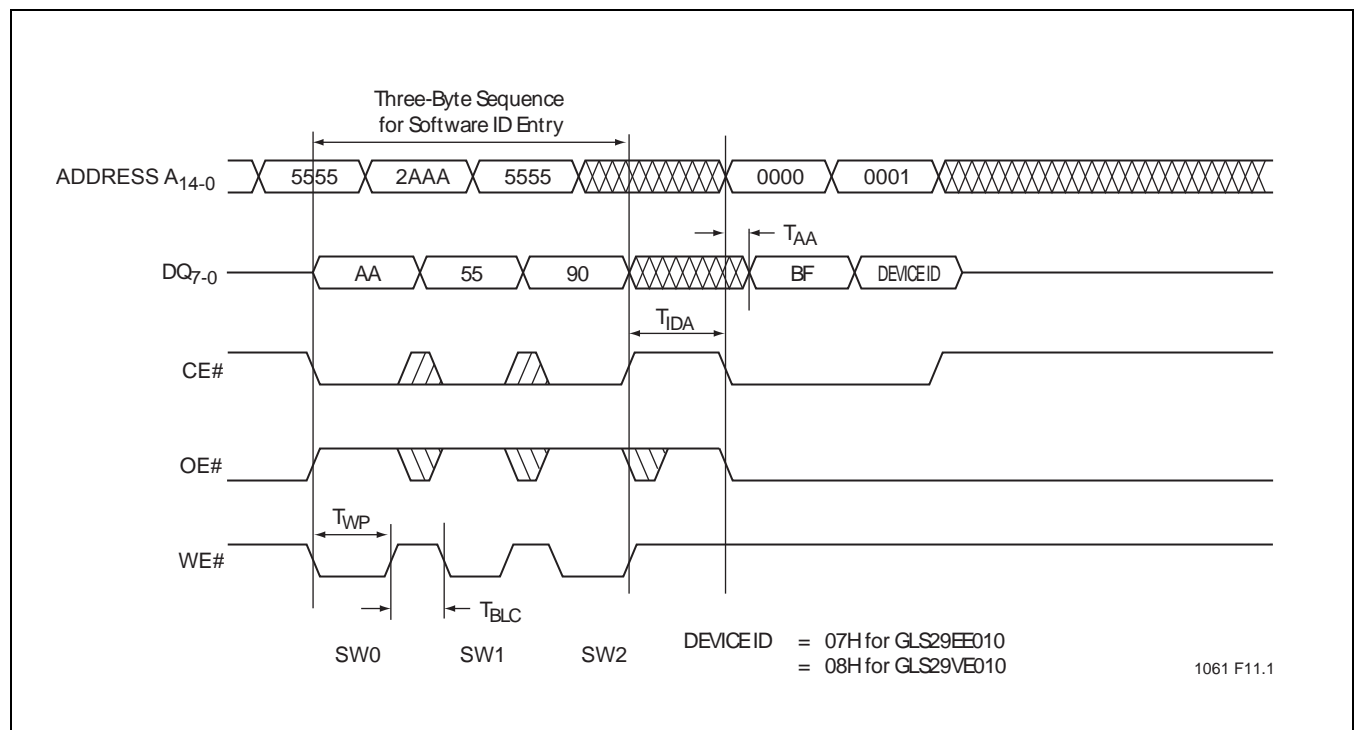 Three-Byte Sequence
for Software ID Entry
ADDRESS A14-0 5555 2AAA 5555 0000 0001
TAA
DQ7-0 AA 55 90 BF DEVICE ID
TIDA
CE#
OE#
TWP
WE#
TBLC
SW0 SW1 SW2 DEVICE ID = 07H for GLS29EE010
= 08H for GLS29VE010
1061 F11.1